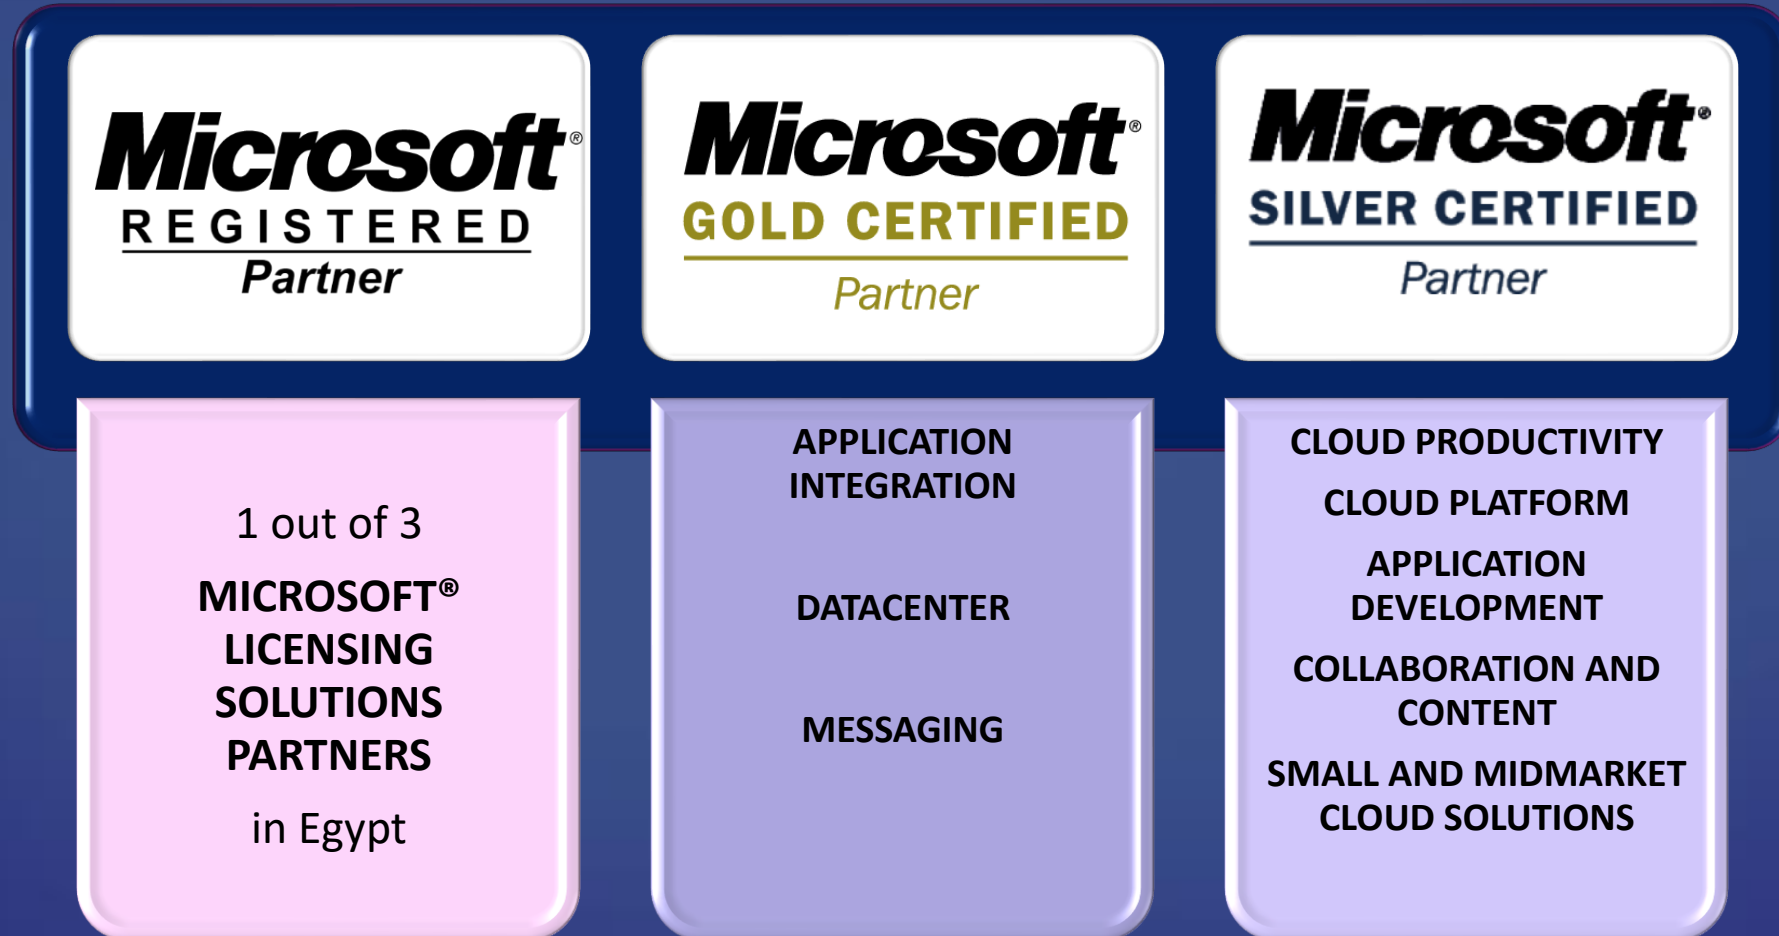 Microsoft®
REGISTERED
Partner
1 out of 3
MICROSOFT®
LICENSING
SOLUTIONS
PARTNERS
in Egypt
Microsoft®
GOLD CERTIFIED
Partner
APPLICATION
INTEGRATION
DATACENTER
MESSAGING
Microsoft®
SILVER CERTIFIED
Partner
CLOUD PRODUCTIVITY
CLOUD PLATFORM
APPLICATION
DEVELOPMENT
COLLABORATION AND
CONTENT
SMALL AND MIDMARKET
CLOUD SOLUTIONS